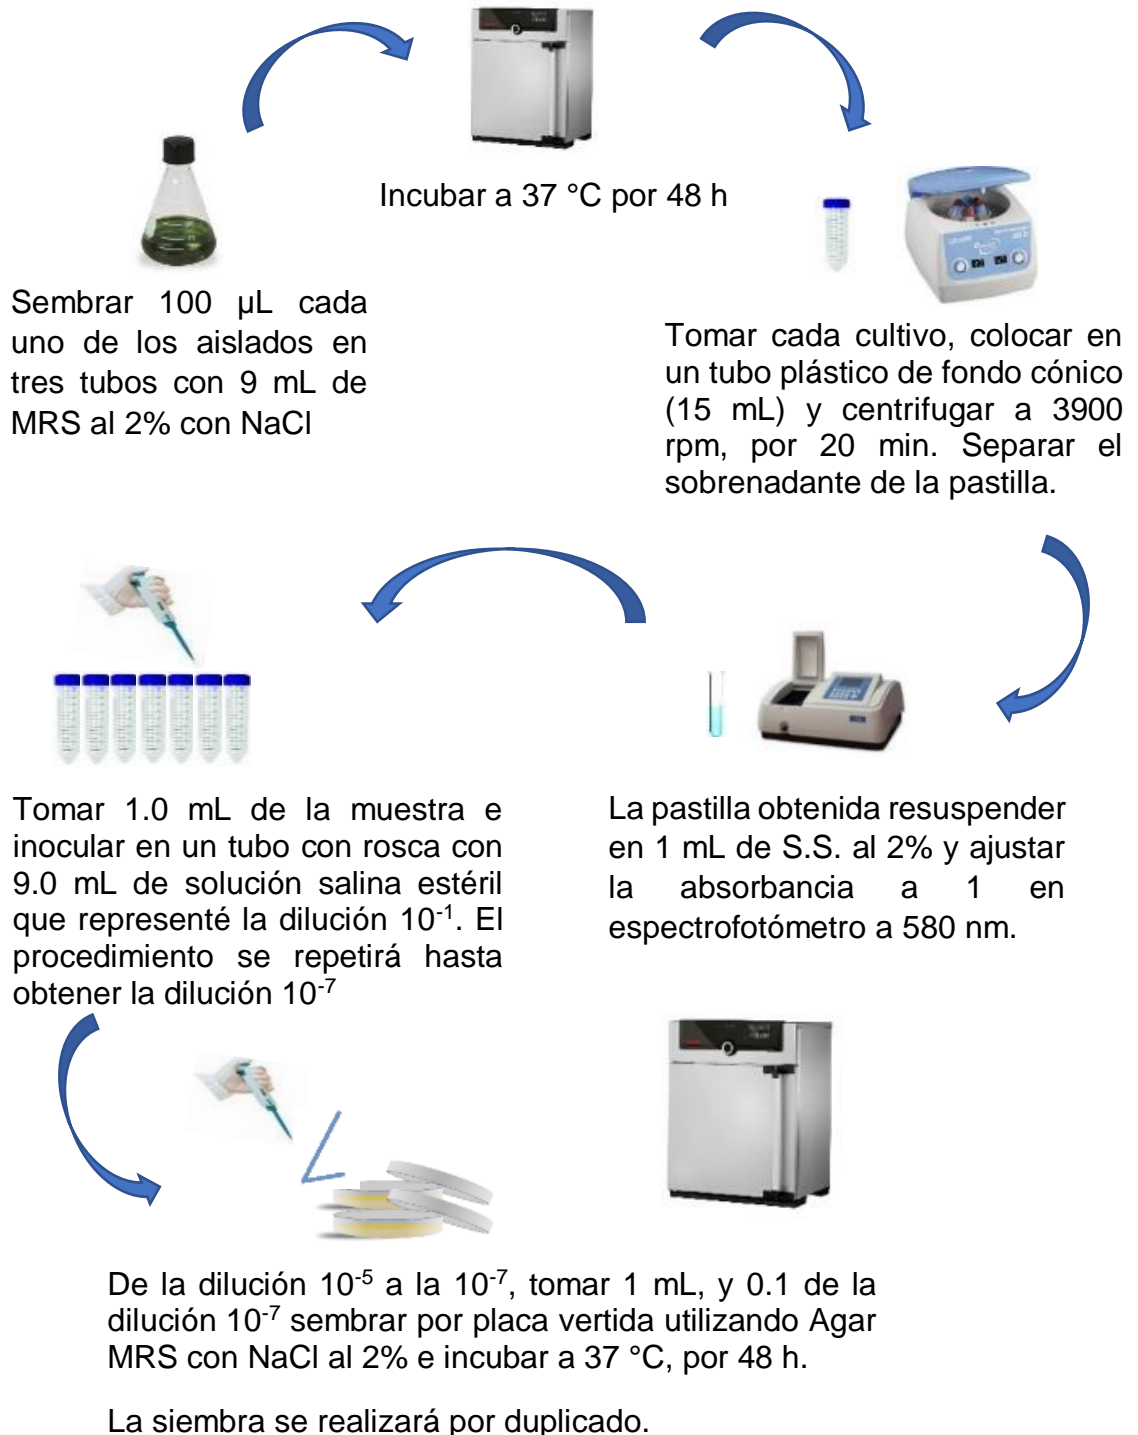 Incubar a 37 °C por 48 h
Sembrar 100 µL cada
uno de los aislados en
tres tubos con 9 mL de
MRS al 2% con NaCl
Tomar cada cultivo, colocar en
un tubo plástico de fondo cónico
(15 mL) y centrifugar a 3900
rpm, por 20 min. Separar el
sobrenadante de la pastilla.
Tomar 1.0 mL de la muestra e
inocular en un tubo con rosca con
9.0 mL de solución salina estéril
que representé la dilución 10⁻¹. El
procedimiento se repetirá hasta
obtener la dilución 10⁻⁷
La pastilla obtenida resuspender
en 1 mL de S.S. al 2% y ajustar
la absorbancia a 1 en
espectrofotómetro a 580 nm.
De la dilución 10⁻⁵ a la 10⁻⁷, tomar 1 mL, y 0.1 de la
dilución 10⁻⁷ sembrar por placa vertida utilizando Agar
MRS con NaCl al 2% e incubar a 37 °C, por 48 h.
La siembra se realizará por duplicado.